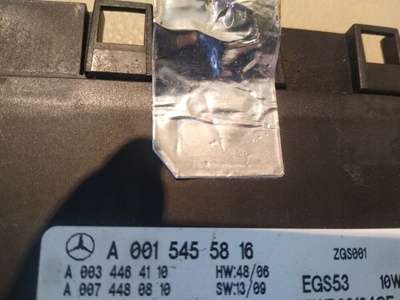 A 001 545 58 16 ZGS001
A 003 446 41 10 HW:48/06
A 007 448 08 10 SW:13/09
EGS53 10W